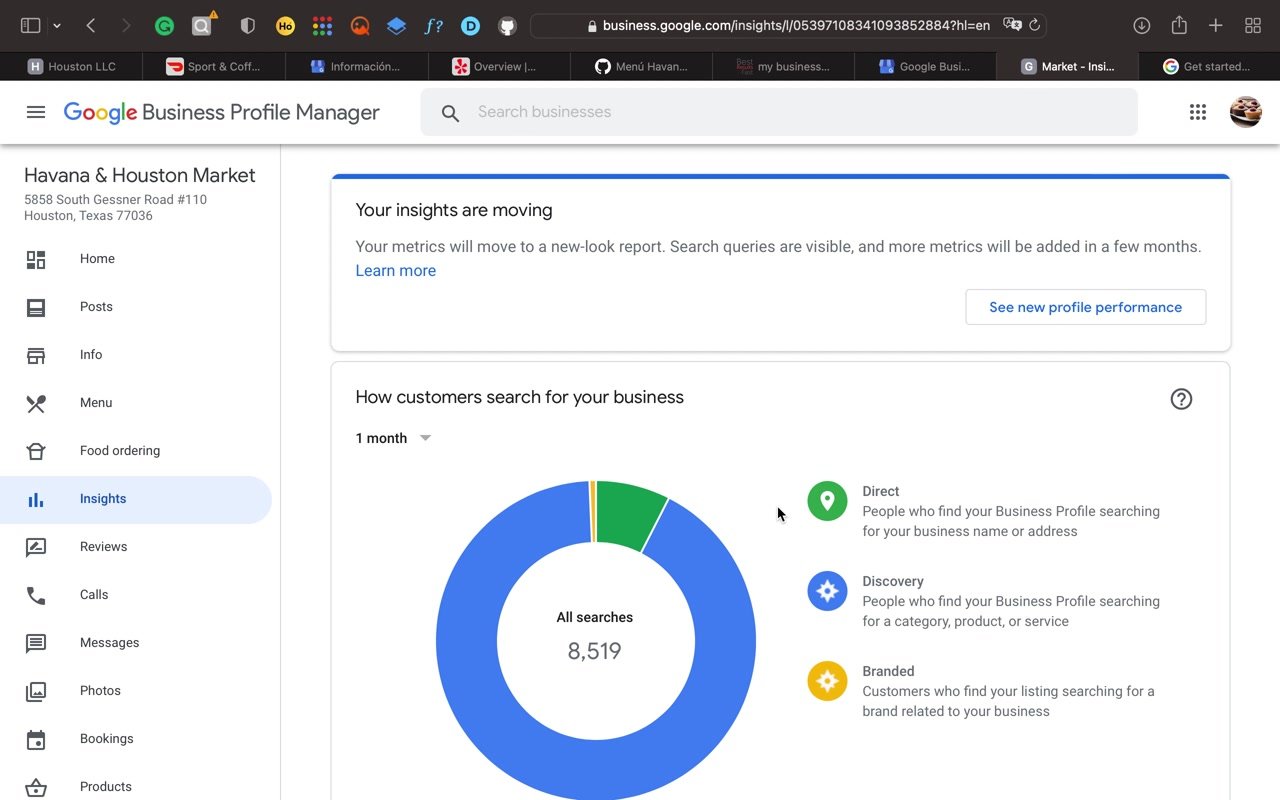 Ho
f?
D
business.google.com/insights/l/05397108341093852884?hl=en
H Houston LLC
Sport & Coff...
Información...
Overview |...
Menú Havan...
my business...
Google Busi...
G Market - Insi...
Get started...
Google Business Profile Manager
Search businesses
Havana & Houston Market
5858 South Gessner Road #110
Houston, Texas 77036
Home
Posts
Info
Menu
Food ordering
Insights
Reviews
Calls
Messages
Photos
Bookings
Products
Your insights are moving
Your metrics will move to a new-look report. Search queries are visible, and more metrics will be added in a few months.
Learn more
See new profile performance
How customers search for your business
1 month
All searches
8,519
Direct
People who find your Business Profile searching
for your business name or address
Discovery
People who find your Business Profile searching
for a category, product, or service
Branded
Customers who find your listing searching for a
brand related to your business